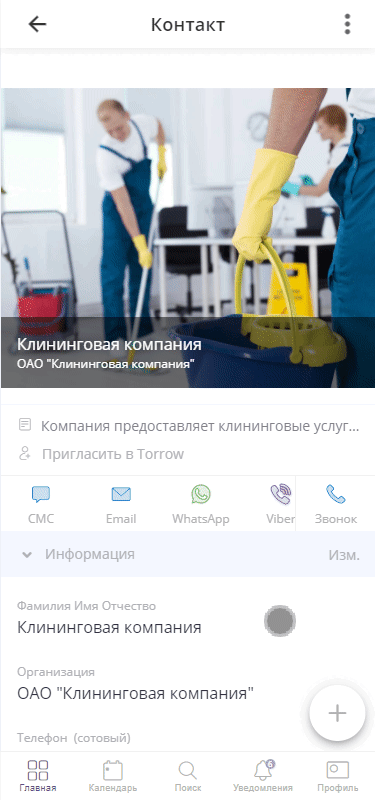 Контакт
Клининговая компания
ОАО "Клининговая компания"
Компания предоставляет клининговые услуг...
Пригласить в Torrow
СМС
Email
WhatsApp
Viber
Звонок
Информация
Изм.
Фамилия Имя Отчество
Клининговая компания
Организация
ОАО "Клининговая компания"
Телефон (сотовый)
Главная
Календарь
Поиск
Уведомления
Профиль